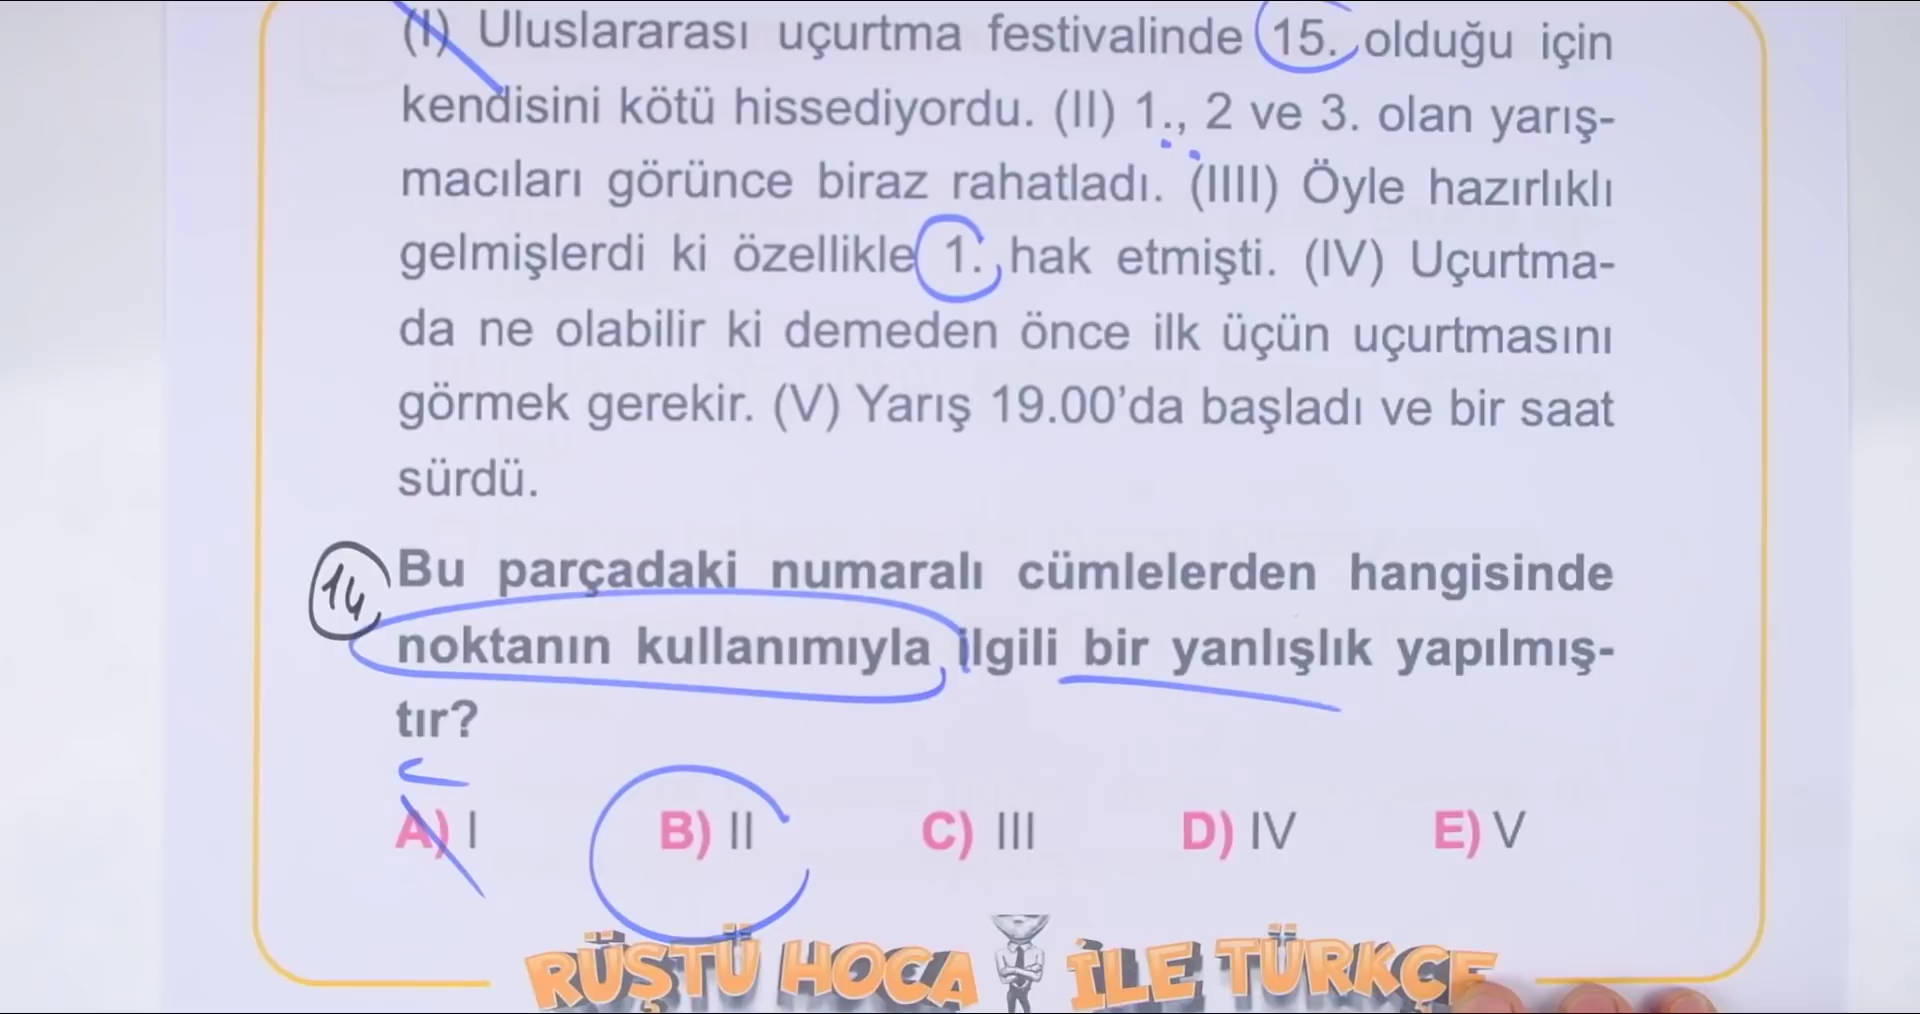 (I) Uluslararası uçurtma festivalinde 15. olduğu için
kendisini kötü hissediyordu. (II) 1., 2 ve 3. olan yarış-
macıları görünce biraz rahatladı. (IIII) Öyle hazırlıklı
gelmişlerdi ki özellikle 1. hak etmişti. (IV) Uçurtma-
da ne olabilir ki demeden önce ilk üçün uçurtmasını
görmek gerekir. (V) Yarış 19.00’da başladı ve bir saat
sürdü.
14
Bu parçadaki numaralı cümlelerden hangisinde
noktanın kullanımıyla ilgili bir yanlışlık yapılmış-
tır?
A) I B) II C) III D) IV E) V
RÜŞTÜ HOCA İLE TÜRKÇE